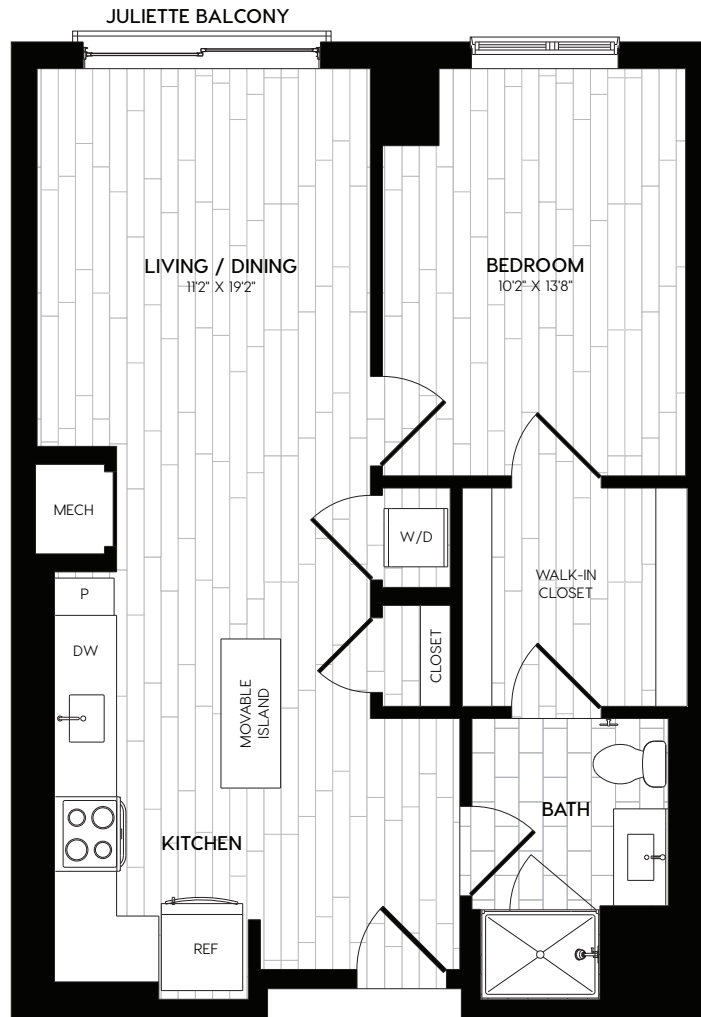 JULIETTE BALCONY
LIVING / DINING
11'2" X 19'2"
BEDROOM
10'2" X 13'8"
MECH
W/D
WALK-IN
CLOSET
P
DW
CLOSET
MOVABLE
ISLAND
BATH
KITCHEN
REF